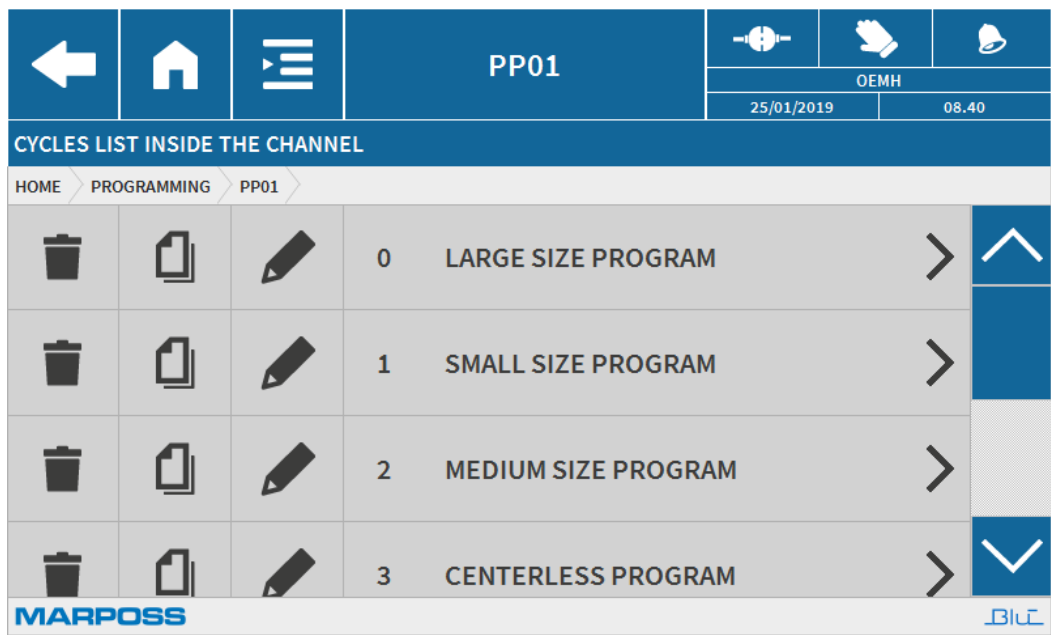 PP01
OEMH
25/01/2019 08.40
CYCLES LIST INSIDE THE CHANNEL
HOME PROGRAMMING PP01
0 LARGE SIZE PROGRAM
1 SMALL SIZE PROGRAM
2 MEDIUM SIZE PROGRAM
3 CENTERLESS PROGRAM
MARPOSS BLÚ